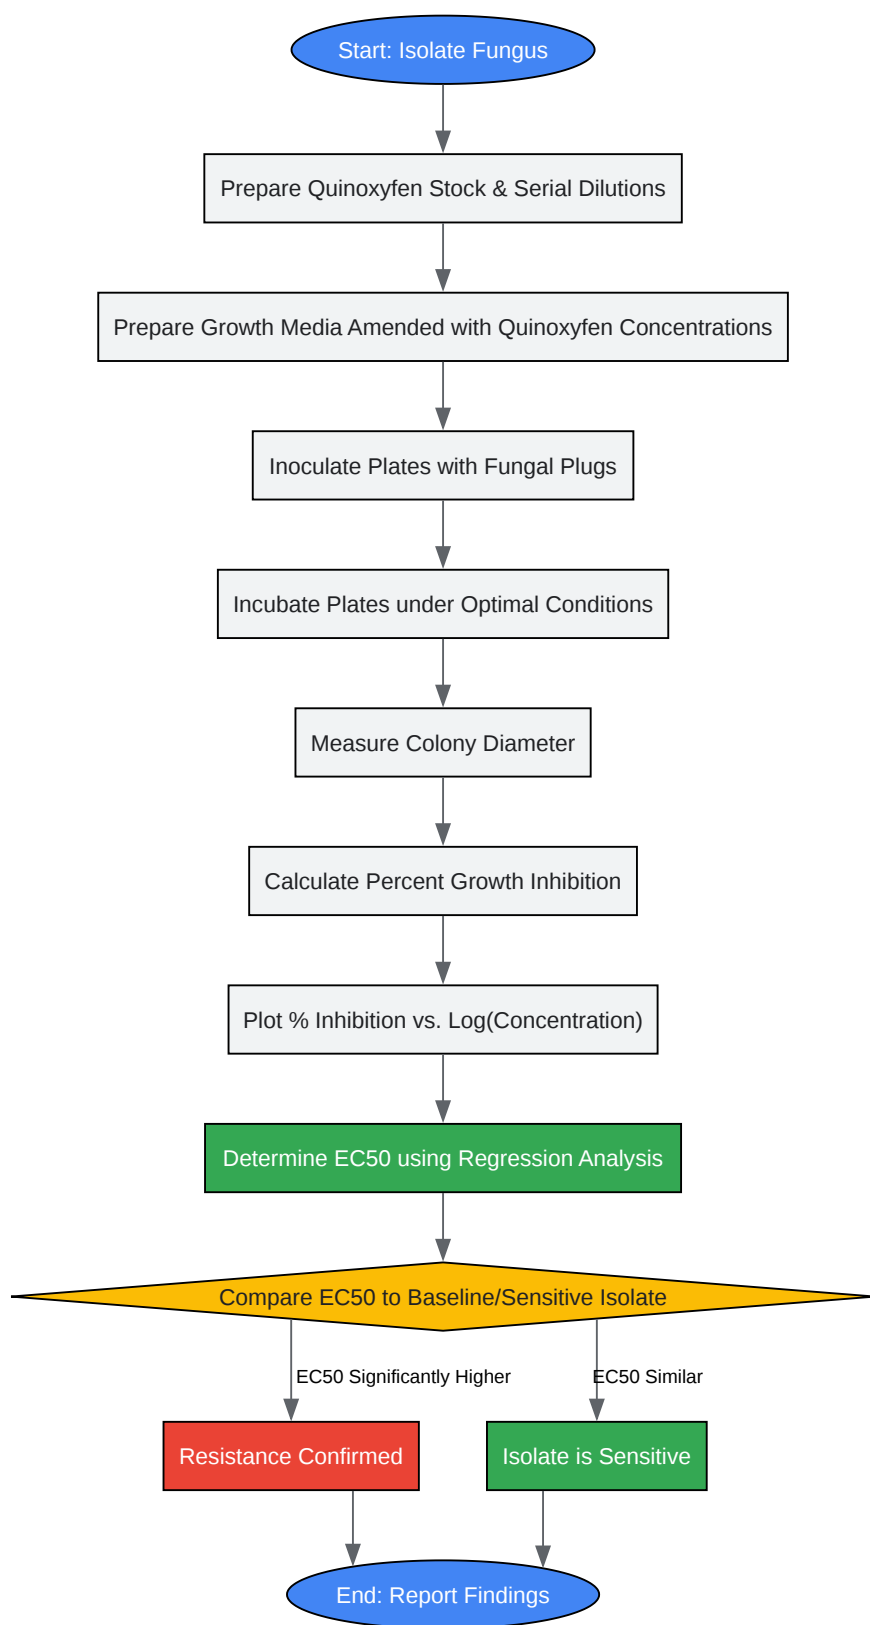 Start: Isolate Fungus
Prepare Quinoxyfen Stock & Serial Dilutions
Prepare Growth Media Amended with Quinoxyfen Concentrations
Inoculate Plates with Fungal Plugs
Incubate Plates under Optimal Conditions
Measure Colony Diameter
Calculate Percent Growth Inhibition
Plot % Inhibition vs. Log(Concentration)
Determine EC50 using Regression Analysis
Compare EC50 to Baseline/Sensitive Isolate
EC50 Significantly Higher
EC50 Similar
Resistance Confirmed
Isolate is Sensitive
End: Report Findings